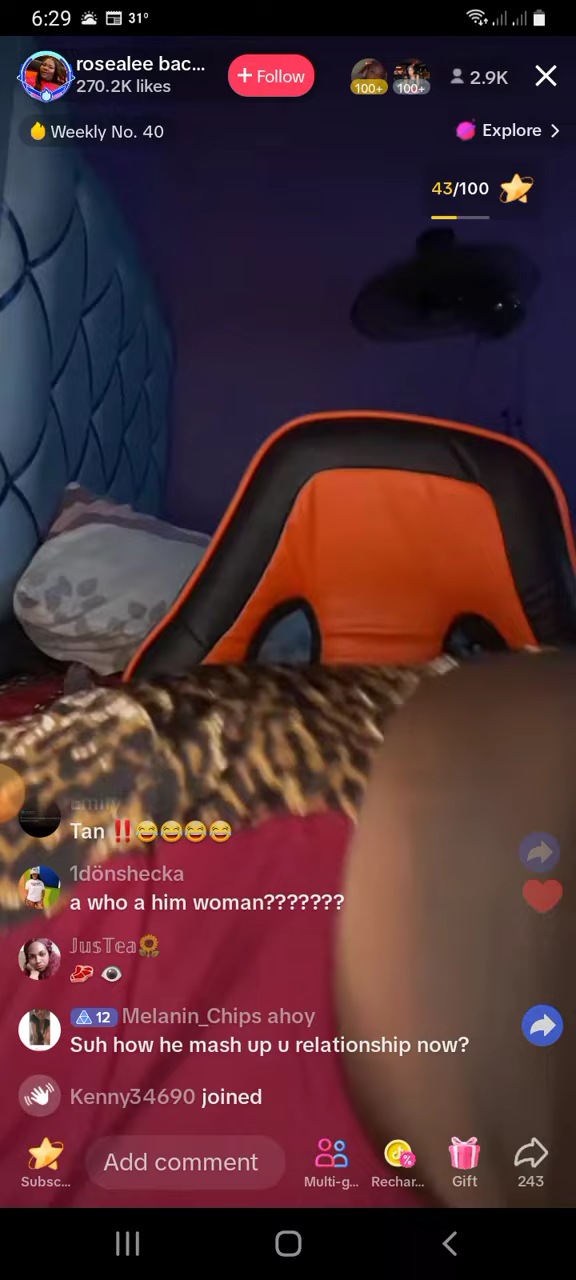 6:29 31°
rosealee bac...
270.2K likes
+ Follow
100+ 100+
2.9K
Weekly No. 40
Explore >
43/100
Emily
Tan ‼️😂😂😂😂
1dönshecka
a who a him woman???????
𝕁𝕦𝕤𝕋𝕖𝕒🌻
🥩 👁️
12 Melanin_Chips ahoy
Suh how he mash up u relationship now?
Kenny34690 joined
Subsc...
Add comment
Multi-g...
Rechar...
Gift
243